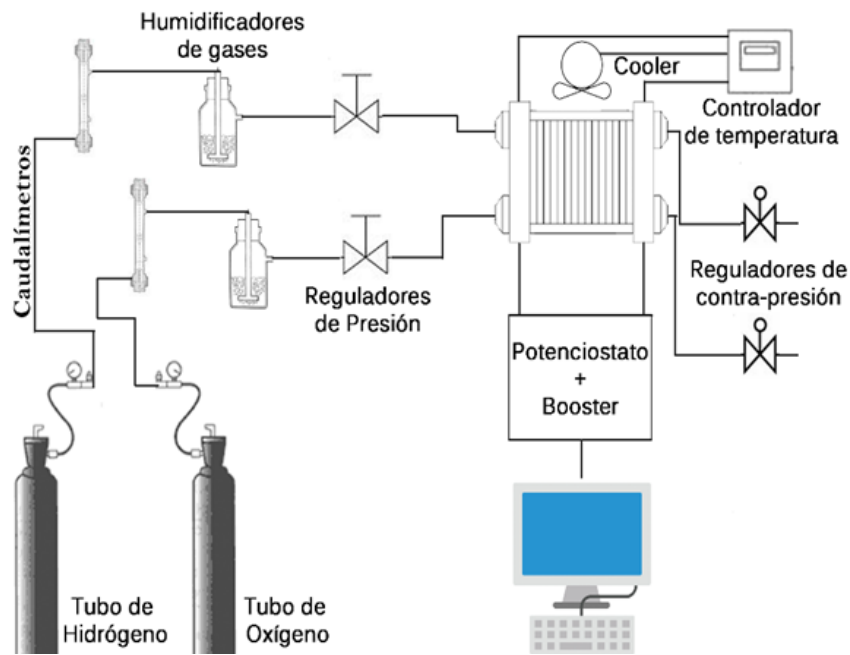 Humidificadores
de gases
Cooler
Controlador
de temperatura
Caudalímetros
Reguladores
de Presión
Reguladores de
contra-presión
Potenciostato
+
Booster
Tubo de
Hidrógeno
Tubo de
Oxígeno